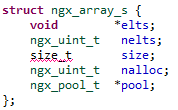 struct ngx_array_s {
    void        *elts;
    ngx_uint_t   nelts;
    size_t       size;
    ngx_uint_t   nalloc;
    ngx_pool_t  *pool;
};